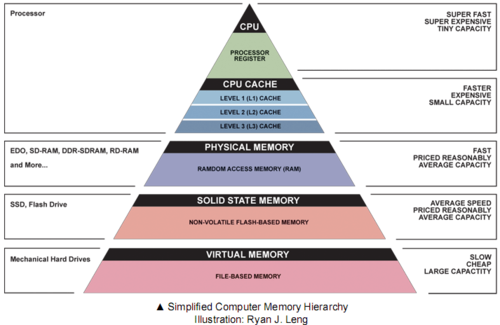 Processor
CPU
SUPER FAST
SUPER EXPENSIVE
TINY CAPACITY
PROCESSOR
REGISTER
CPU CACHE
LEVEL 1 (L1) CACHE
LEVEL 2 (L2) CACHE
LEVEL 3 (L3) CACHE
FASTER
EXPENSIVE
SMALL CAPACITY
EDO, SD-RAM, DDR-SDRAM, RD-RAM
and More...
PHYSICAL MEMORY
RANDOM ACCESS MEMORY (RAM)
FAST
PRICED REASONABLY
AVERAGE CAPACITY
SSD, Flash Drive
SOLID STATE MEMORY
NON-VOLATILE FLASH-BASED MEMORY
AVERAGE SPEED
PRICED REASONABLY
AVERAGE CAPACITY
Mechanical Hard Drives
VIRTUAL MEMORY
FILE-BASED MEMORY
SLOW
CHEAP
LARGE CAPACTITY
▲ Simplified Computer Memory Hierarchy
Illustration: Ryan J. Leng